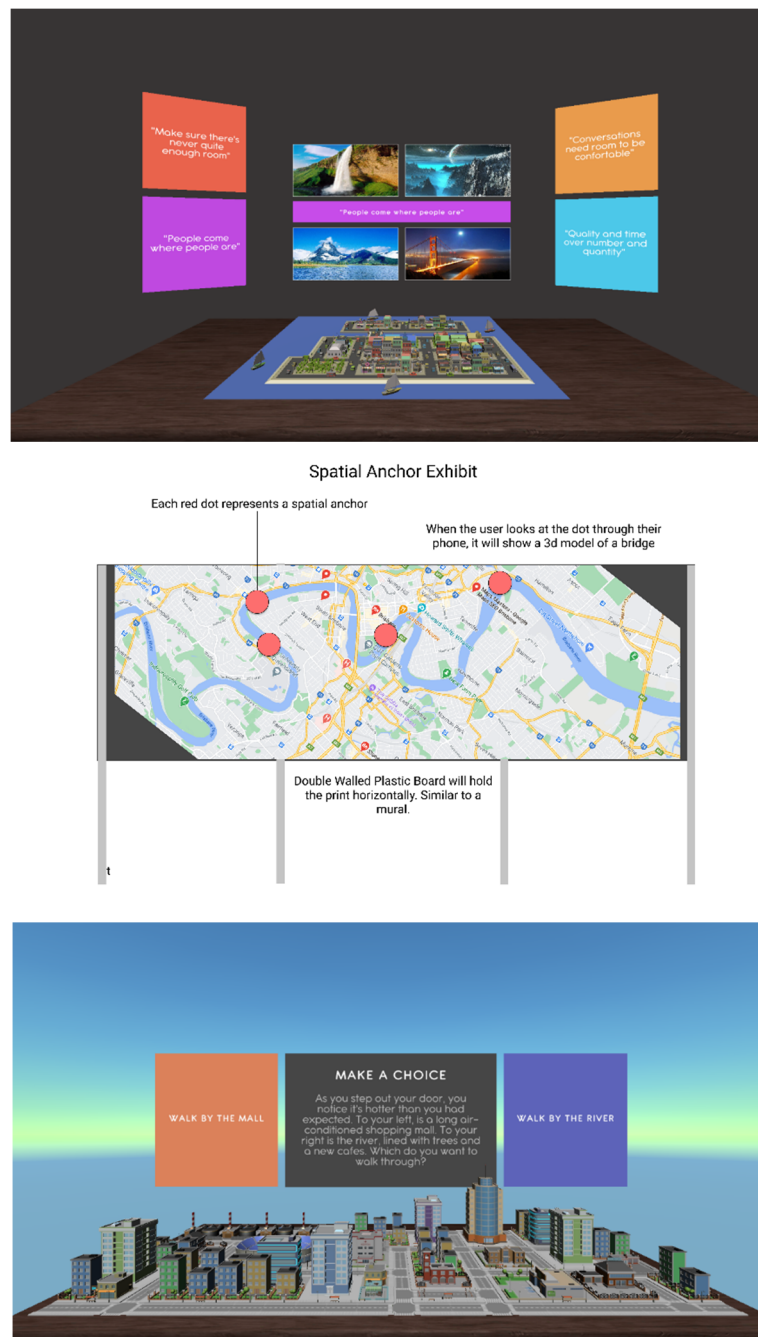 "Make sure there's
never quite
enough room"
"Conversations
need room to be
confortable"
"People come where people are"
"People come
where people are"
"Quality and time
over number and
quantity"
Spatial Anchor Exhibit
Each red dot represents a spatial anchor
When the user looks at the dot through their
phone, it will show a 3d model of a bridge
West End
Double Walled Plastic Board will hold
the print horizontally. Similar to a
mural.
t
MAKE A CHOICE
As you step out your door, you
notice it's hotter than you had
expected. To your left, is a long air-
conditioned shopping mall. To your
right is the river, lined with trees and
a new cafes. Which do you want to
walk through?
WALK BY THE MALL
WALK BY THE RIVER